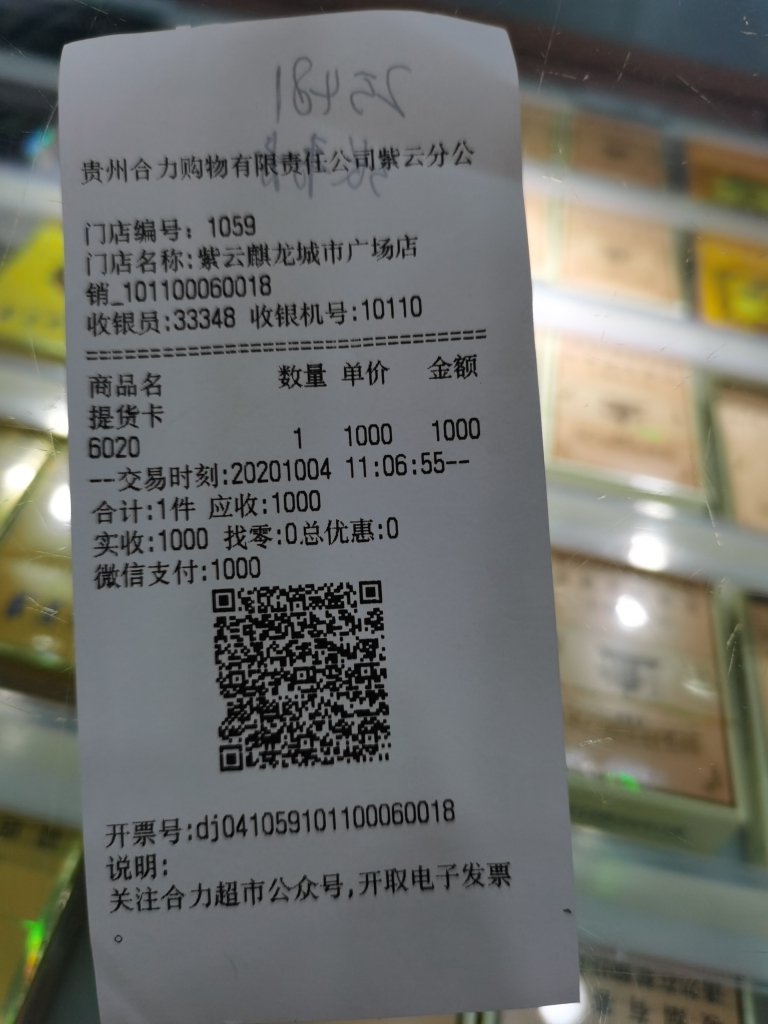 贵州合力购物有限责任公司紫云分公
门店编号: 1059
门店名称:紫云麒龙城市广场店
销_101100060018
收银员:33348 收银机号:10110
================================
商品名 数量 单价 金额
提货卡
6020 1 1000 1000
--交易时刻:20201004 11:06:55--
合计:1件 应收:1000
实收:1000 找零:0总优惠:0
微信支付:1000
开票号:dj041059101100060018
说明:
关注合力超市公众号,开取电子发票
。